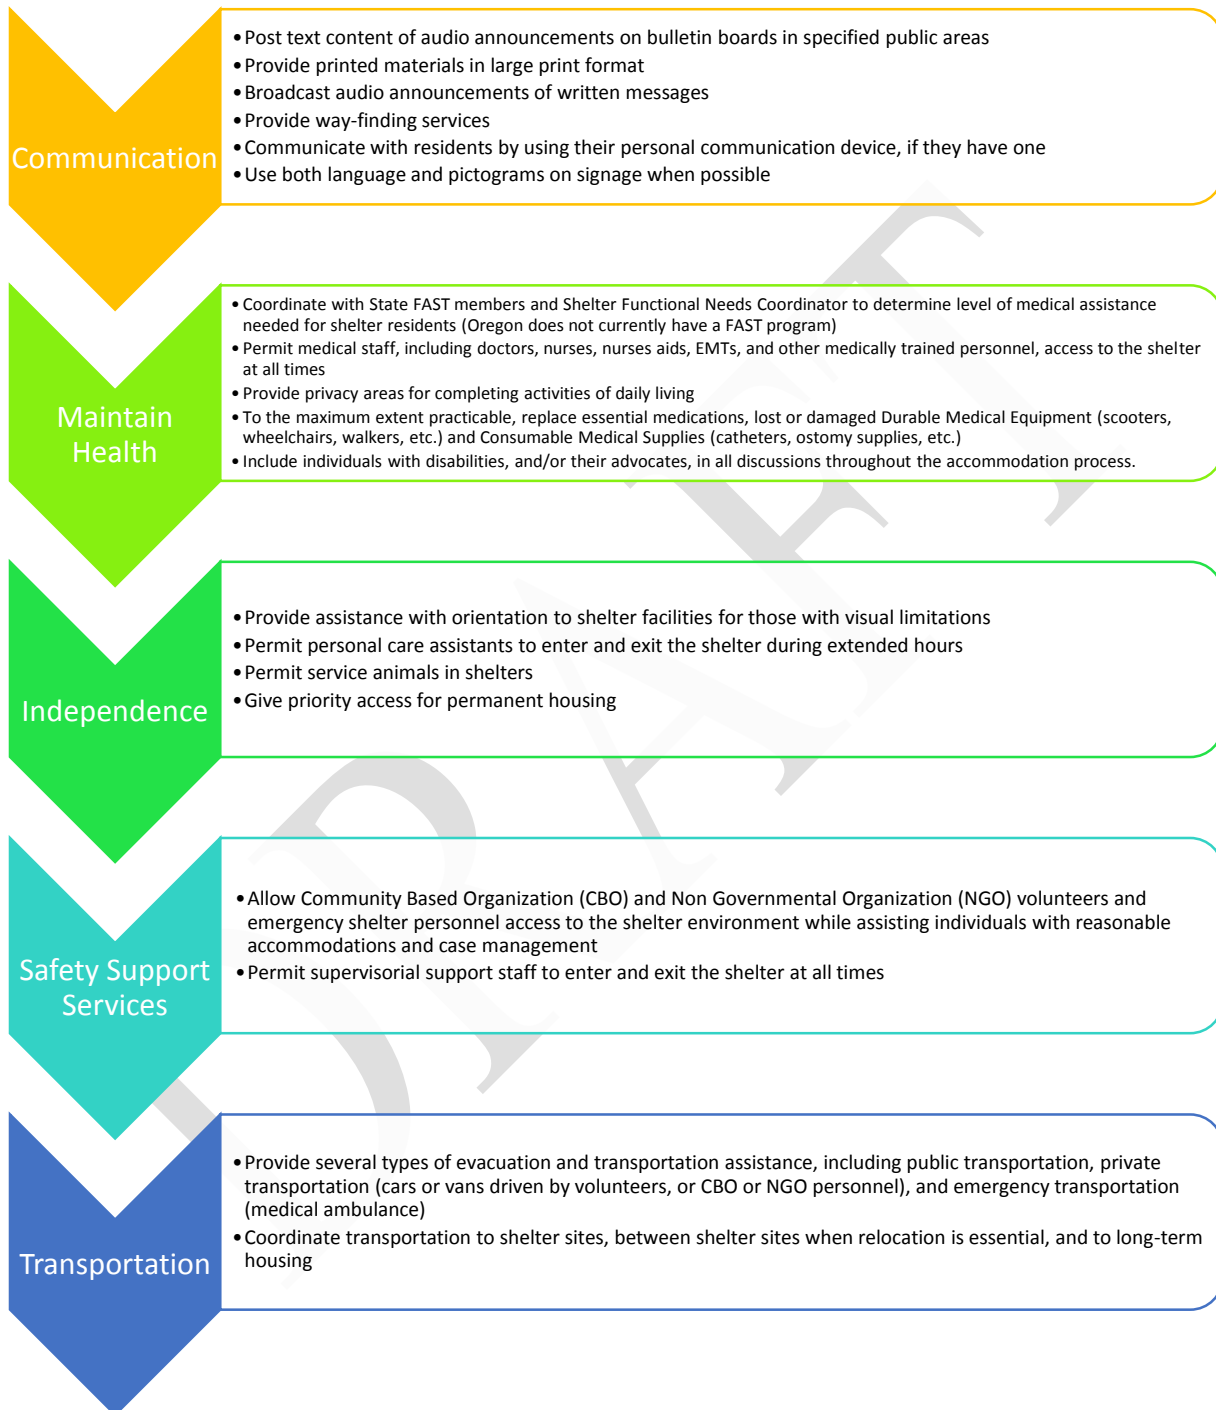 Communication
•Post text content of audio announcements on bulletin boards in specified public areas
•Provide printed materials in large print format
•Broadcast audio announcements of written messages
•Provide way-finding services
•Communicate with residents by using their personal communication device, if they have one
•Use both language and pictograms on signage when possible
Maintain
Health
•Coordinate with State FAST members and Shelter Functional Needs Coordinator to determine level of medical assistance
needed for shelter residents (Oregon does not currently have a FAST program)
•Permit medical staff, including doctors, nurses, nurses aids, EMTs, and other medically trained personnel, access to the shelter
at all times
•Provide privacy areas for completing activities of daily living
•To the maximum extent practicable, replace essential medications, lost or damaged Durable Medical Equipment (scooters,
wheelchairs, walkers, etc.) and Consumable Medical Supplies (catheters, ostomy supplies, etc.)
•Include individuals with disabilities, and/or their advocates, in all discussions throughout the accommodation process.
Independence
•Provide assistance with orientation to shelter facilities for those with visual limitations
•Permit personal care assistants to enter and exit the shelter during extended hours
•Permit service animals in shelters
•Give priority access for permanent housing
Safety Support
Services
•Allow Community Based Organization (CBO) and Non Governmental Organization (NGO) volunteers and
emergency shelter personnel access to the shelter environment while assisting individuals with reasonable
accommodations and case management
•Permit supervisorial support staff to enter and exit the shelter at all times
Transportation
•Provide several types of evacuation and transportation assistance, including public transportation, private
transportation (cars or vans driven by volunteers, or CBO or NGO personnel), and emergency transportation
(medical ambulance)
•Coordinate transportation to shelter sites, between shelter sites when relocation is essential, and to long-term
housing
DRAFT